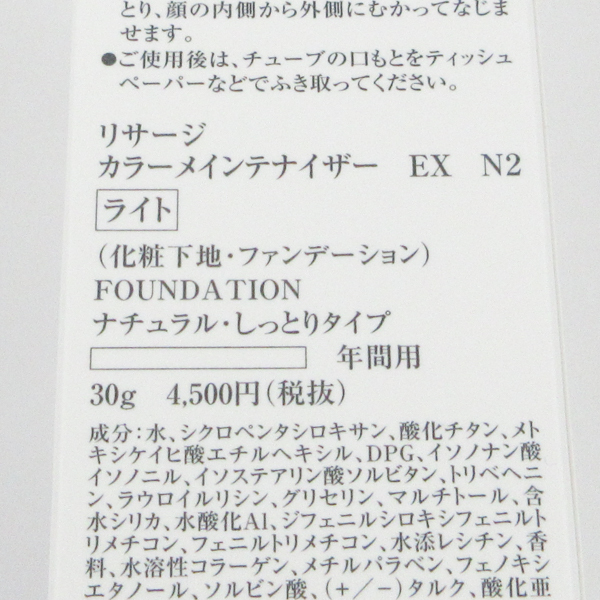 とり、顔の内側から外側にむかってなじま
せます。
●ご使用後は、チューブの口もとをティッシュ
ペーパーなどでふき取ってください。
リサージ
カラーメインテナイザー EX N2
ライト
(化粧下地・ファンデーション)
FOUNDATION
ナチュラル・しっとりタイプ
年間用
30g 4,500円(税抜)
成分:水、シクロペンタシロキサン、酸化チタン、メト
キシケイヒ酸エチルヘキシル、DPG、イソノナン酸
イソノニル、イソステアリン酸ソルビタン、トリベヘニ
ン、ラウロイルリシン、グリセリン、マルチトール、含
水シリカ、水酸化Al、ジフェニルシロキシフェニルト
リメチコン、フェニルトリメチコン、水添レシチン、香
料、水溶性コラーゲン、メチルパラベン、フェノキシ
エタノール、ソルビン酸、(+/−)タルク、酸化亜